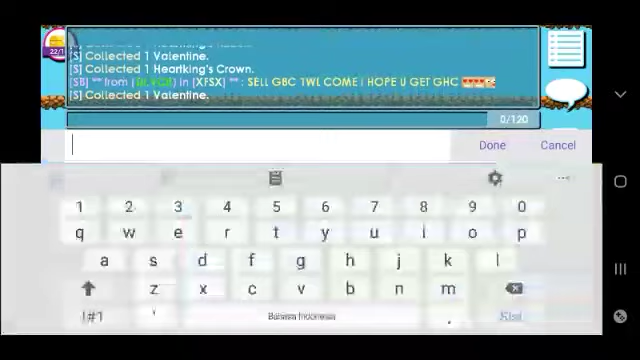 [S] Collected 1 Valentine.
[S] Collected 1 Heartking's Crown.
[SB] ** from (
) in [XFSX] ** : SELL GBC TWL COME I HOPE U GET GHC
[S] Collected 1 Valentine.
0/120
Done Cancel
1 2 3 4 5 6 7 8 9 0
q w e r t y u i o p
a s d f g h j k l
z x c v b n m
!#1 ' Bahasa Indonesia .